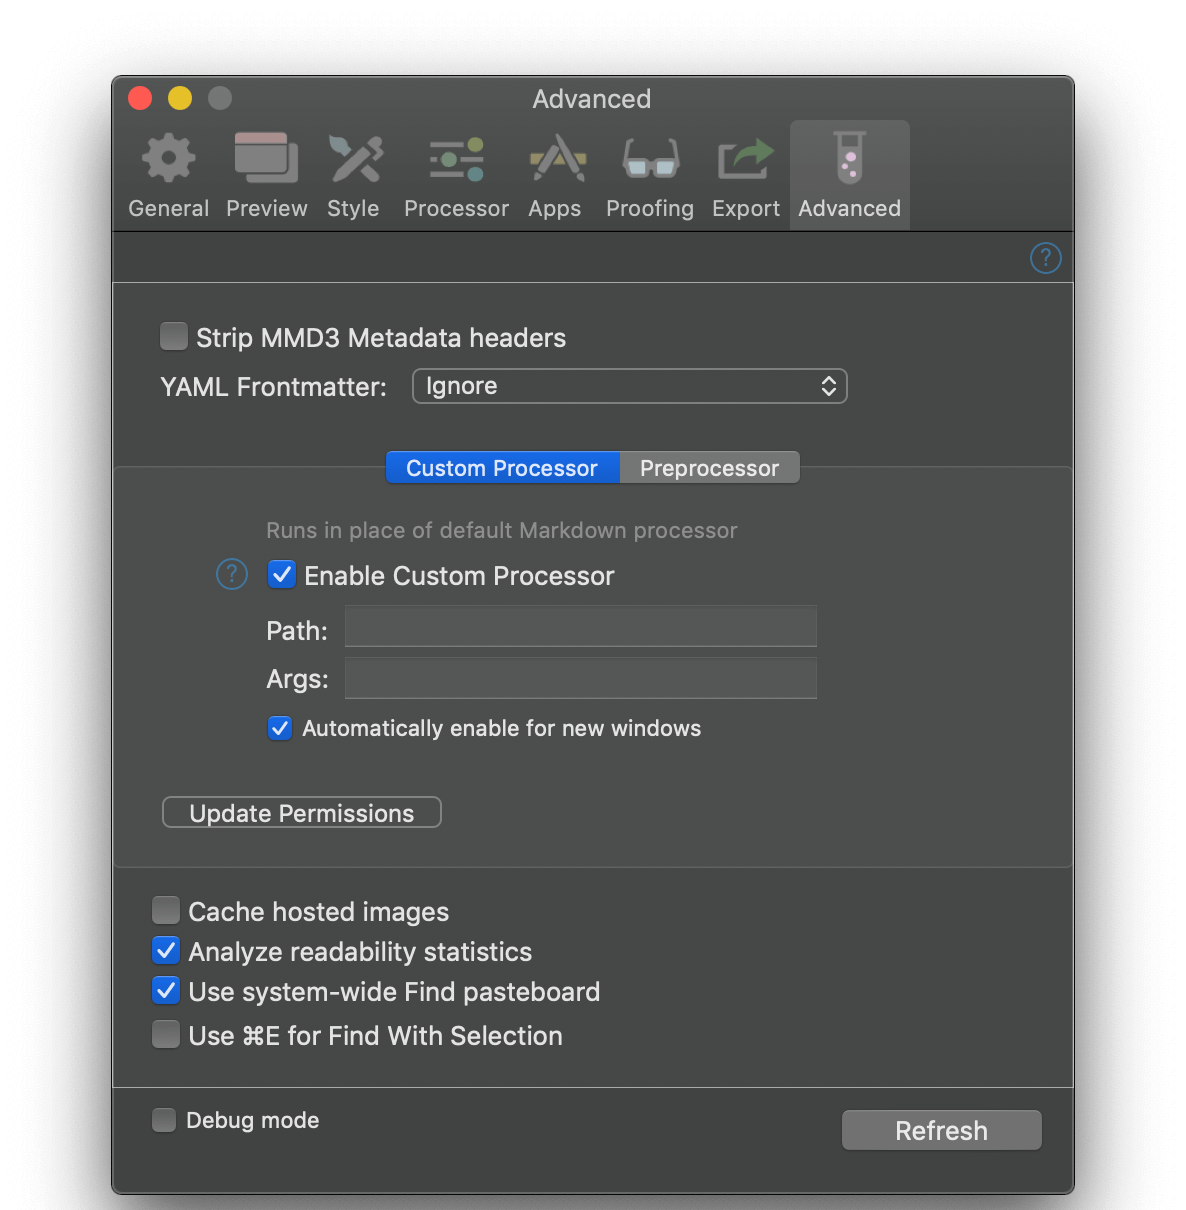 Advanced
General Preview Style Processor Apps Proofing Export Advanced
?
Strip MMD3 Metadata headers
YAML Frontmatter: Ignore
Custom Processor Preprocessor
Runs in place of default Markdown processor
? Enable Custom Processor
Path:
Args:
Automatically enable for new windows
Update Permissions
Cache hosted images
Analyze readability statistics
Use system-wide Find pasteboard
Use ⌘E for Find With Selection
Debug mode
Refresh